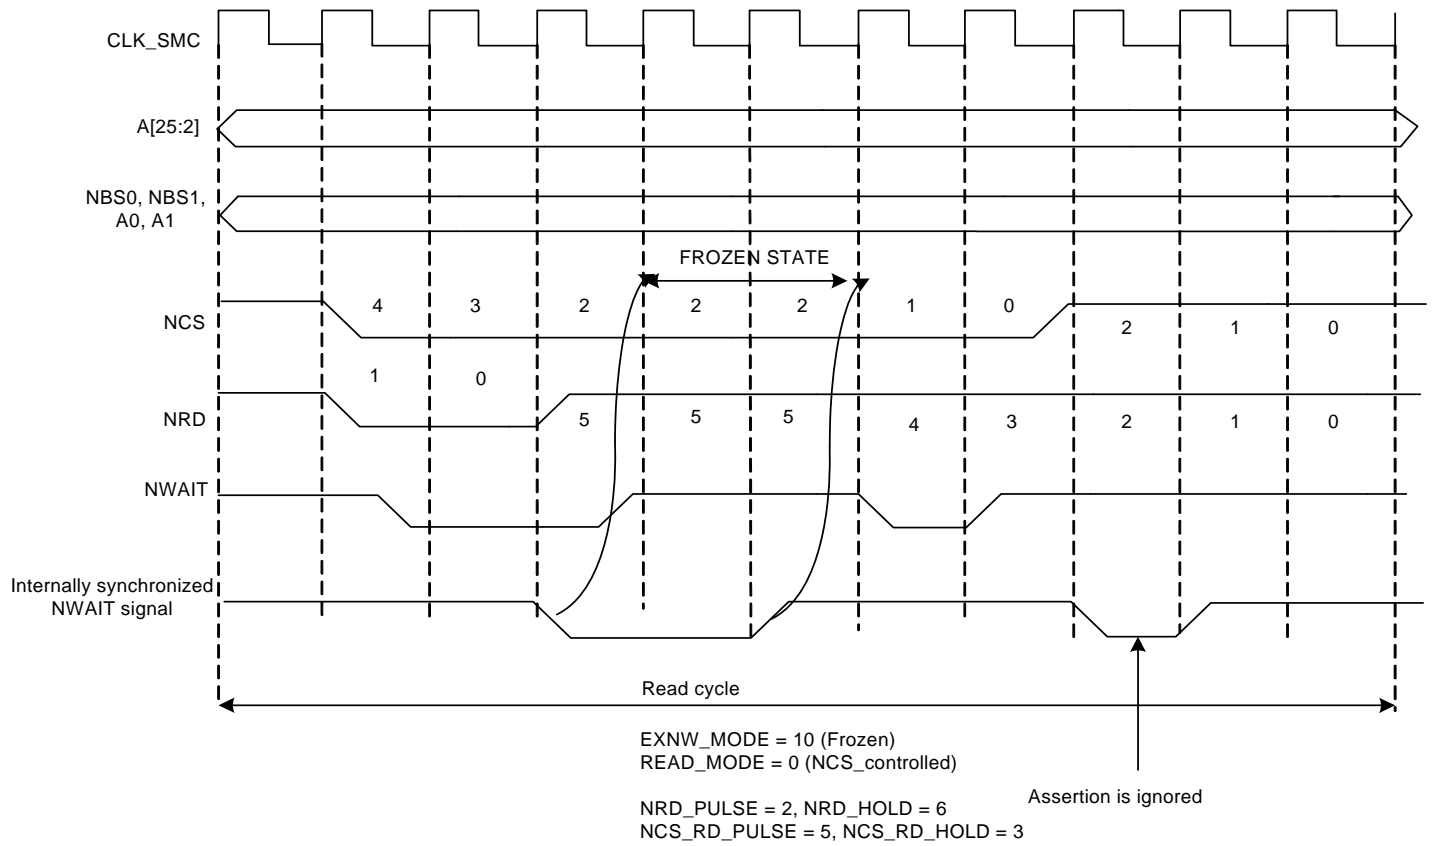 CLK_SMC
A[25:2]
NBS0, NBS1,
A0, A1
FROZEN STATE
NCS
4 3 2 2 2 1 0
2 1 0
1 0
NRD
5 5 5 4 3 2 1 0
NWAIT
Internally synchronized
NWAIT signal
Read cycle
EXNW_MODE = 10 (Frozen)
READ_MODE = 0 (NCS_controlled)
Assertion is ignored
NRD_PULSE = 2, NRD_HOLD = 6
NCS_RD_PULSE = 5, NCS_RD_HOLD = 3